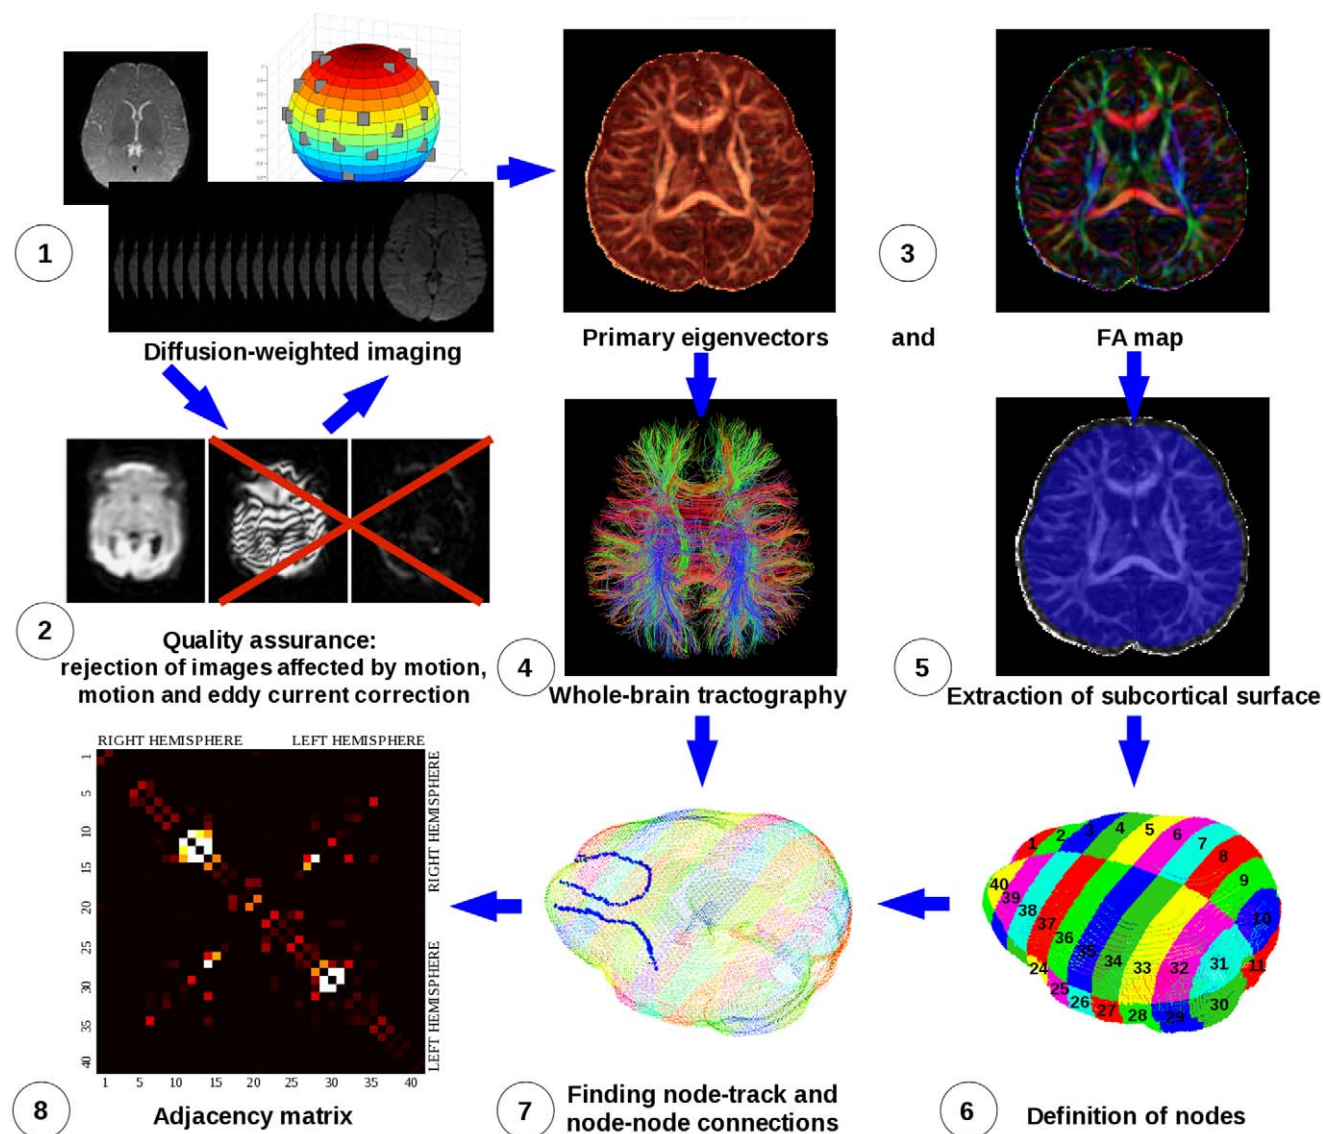 1
Diffusion-weighted imaging
Primary eigenvectors
and
3
FA map
2
Quality assurance:
rejection of images affected by motion,
motion and eddy current correction
4
Whole-brain tractography
5
Extraction of subcortical surface
RIGHT HEMISPHERE
LEFT HEMISPHERE
RIGHT HEMISPHERE
LEFT HEMISPHERE
1
5
10
15
20
25
30
35
40
1 5 10 15 20 25 30 35 40
8
Adjacency matrix
7
Finding node-track and
node-node connections
1 2 3 4 5 6 7 8 9 10 11
40 39 38 37 36 35 34 33 32 31
24 25 26 27 28 29 30
6
Definition of nodes